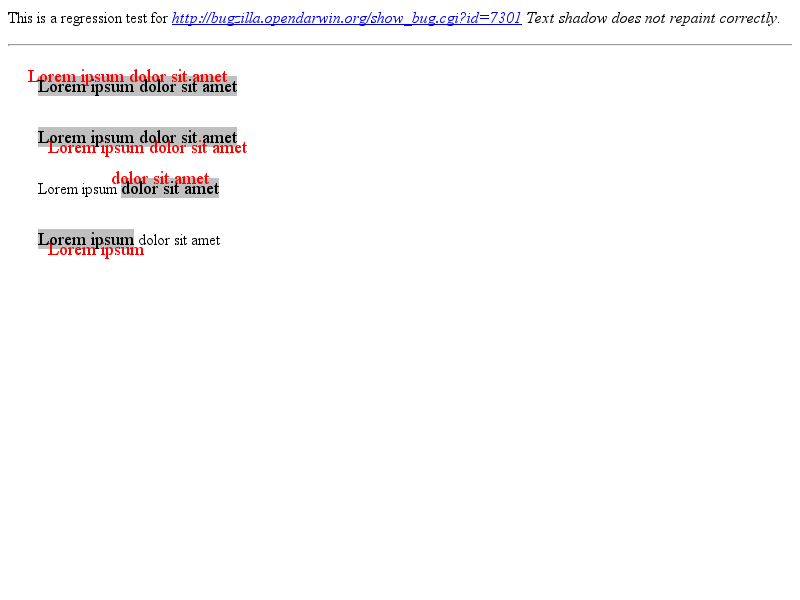 This is a regression test for http://bugzilla.opendarwin.org/show_bug.cgi?id=7301 Text shadow does not repaint correctly.
Lorem ipsum dolor sit amet
Lorem ipsum dolor sit amet
Lorem ipsum dolor sit amet
Lorem ipsum dolor sit amet
dolor sit amet
Lorem ipsum dolor sit amet
Lorem ipsum dolor sit amet
Lorem ipsum